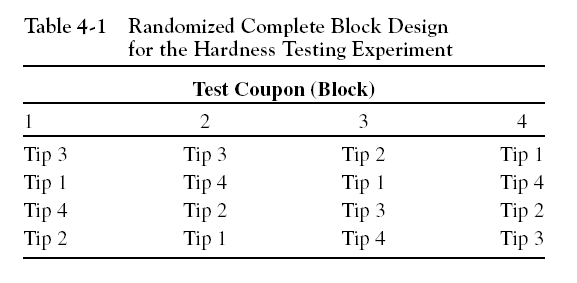 Table 4-1 Randomized Complete Block Design
for the Hardness Testing Experiment
Test Coupon (Block)
1 2 3 4
Tip 3 Tip 3 Tip 2 Tip 1
Tip 1 Tip 4 Tip 1 Tip 4
Tip 4 Tip 2 Tip 3 Tip 2
Tip 2 Tip 1 Tip 4 Tip 3